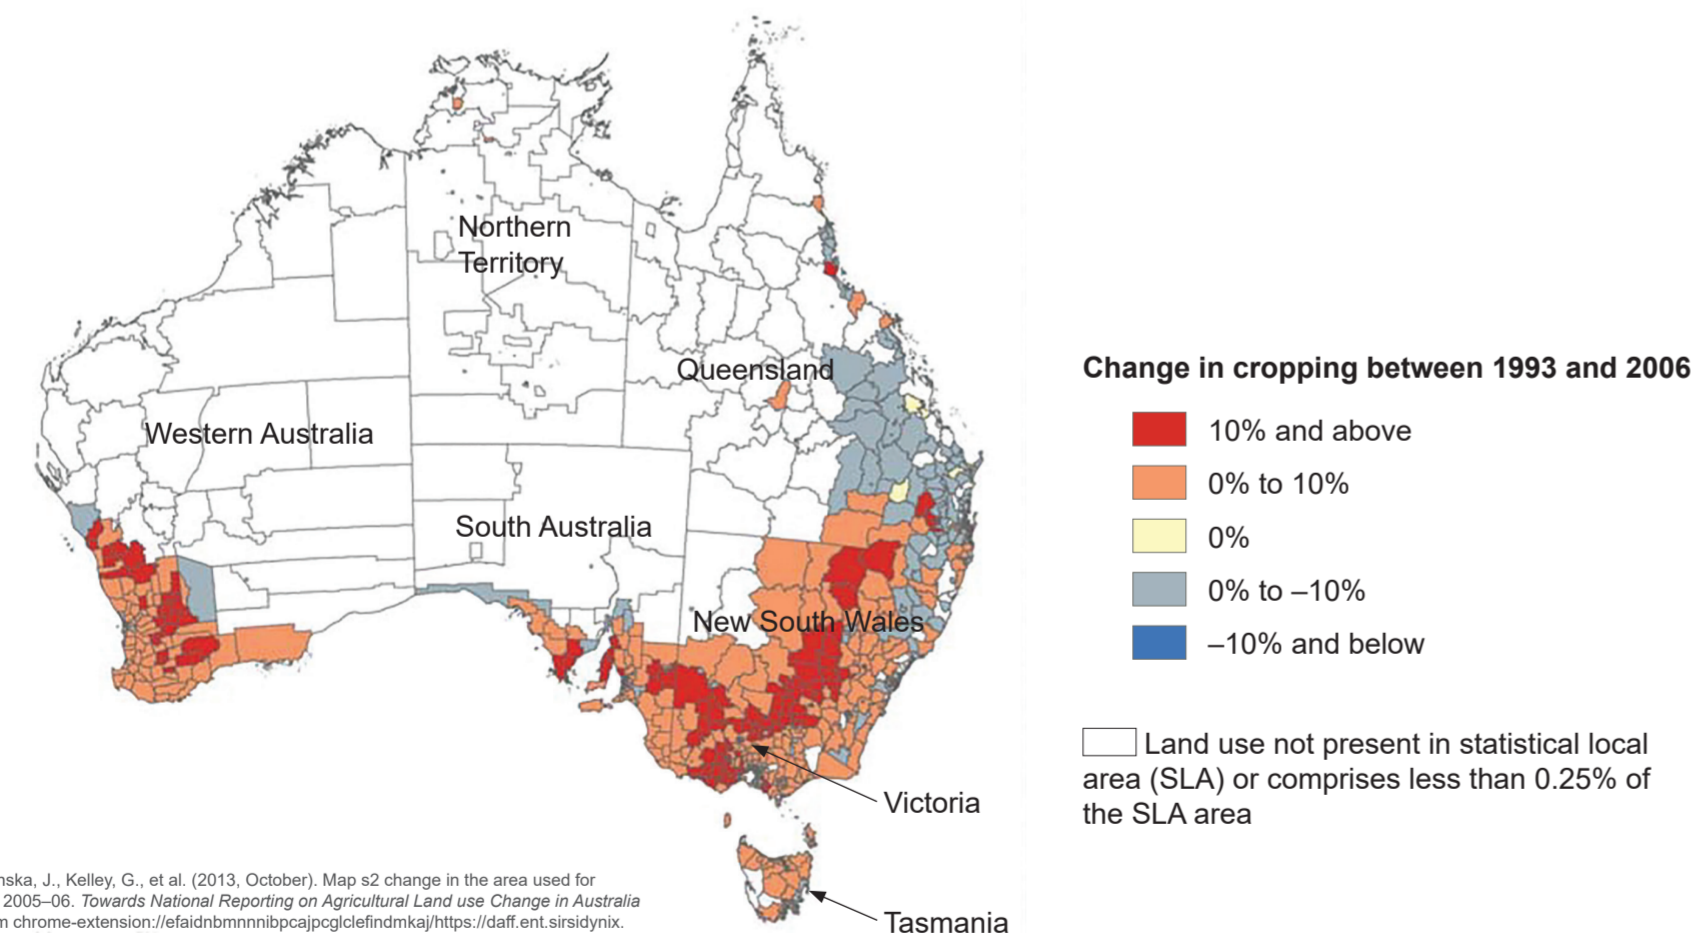 Northern
Territory
Queensland
Western Australia
South Australia
New South Wales
Victoria
Tasmania
Change in cropping between 1993 and 2006
10% and above
0% to 10%
0%
0% to –10%
–10% and below
Land use not present in statistical local
area (SLA) or comprises less than 0.25% of
the SLA area
nska, J., Kelley, G., et al. (2013, October). Map s2 change in the area used for
2005–06. Towards National Reporting on Agricultural Land use Change in Australia
m chrome-extension://efaidnbmnnnibpcajpcglclefindmkaj/https://daff.ent.sirsidynix.